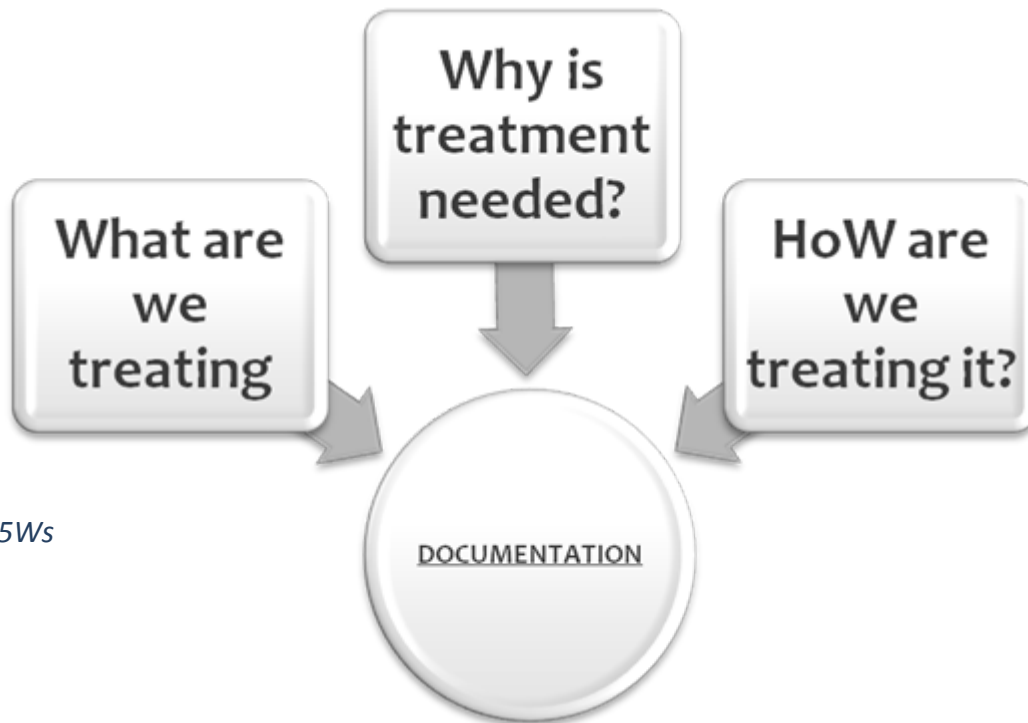 Why is
treatment
needed?
What are
we
treating
HoW are
we
treating it?
5Ws
DOCUMENTATION